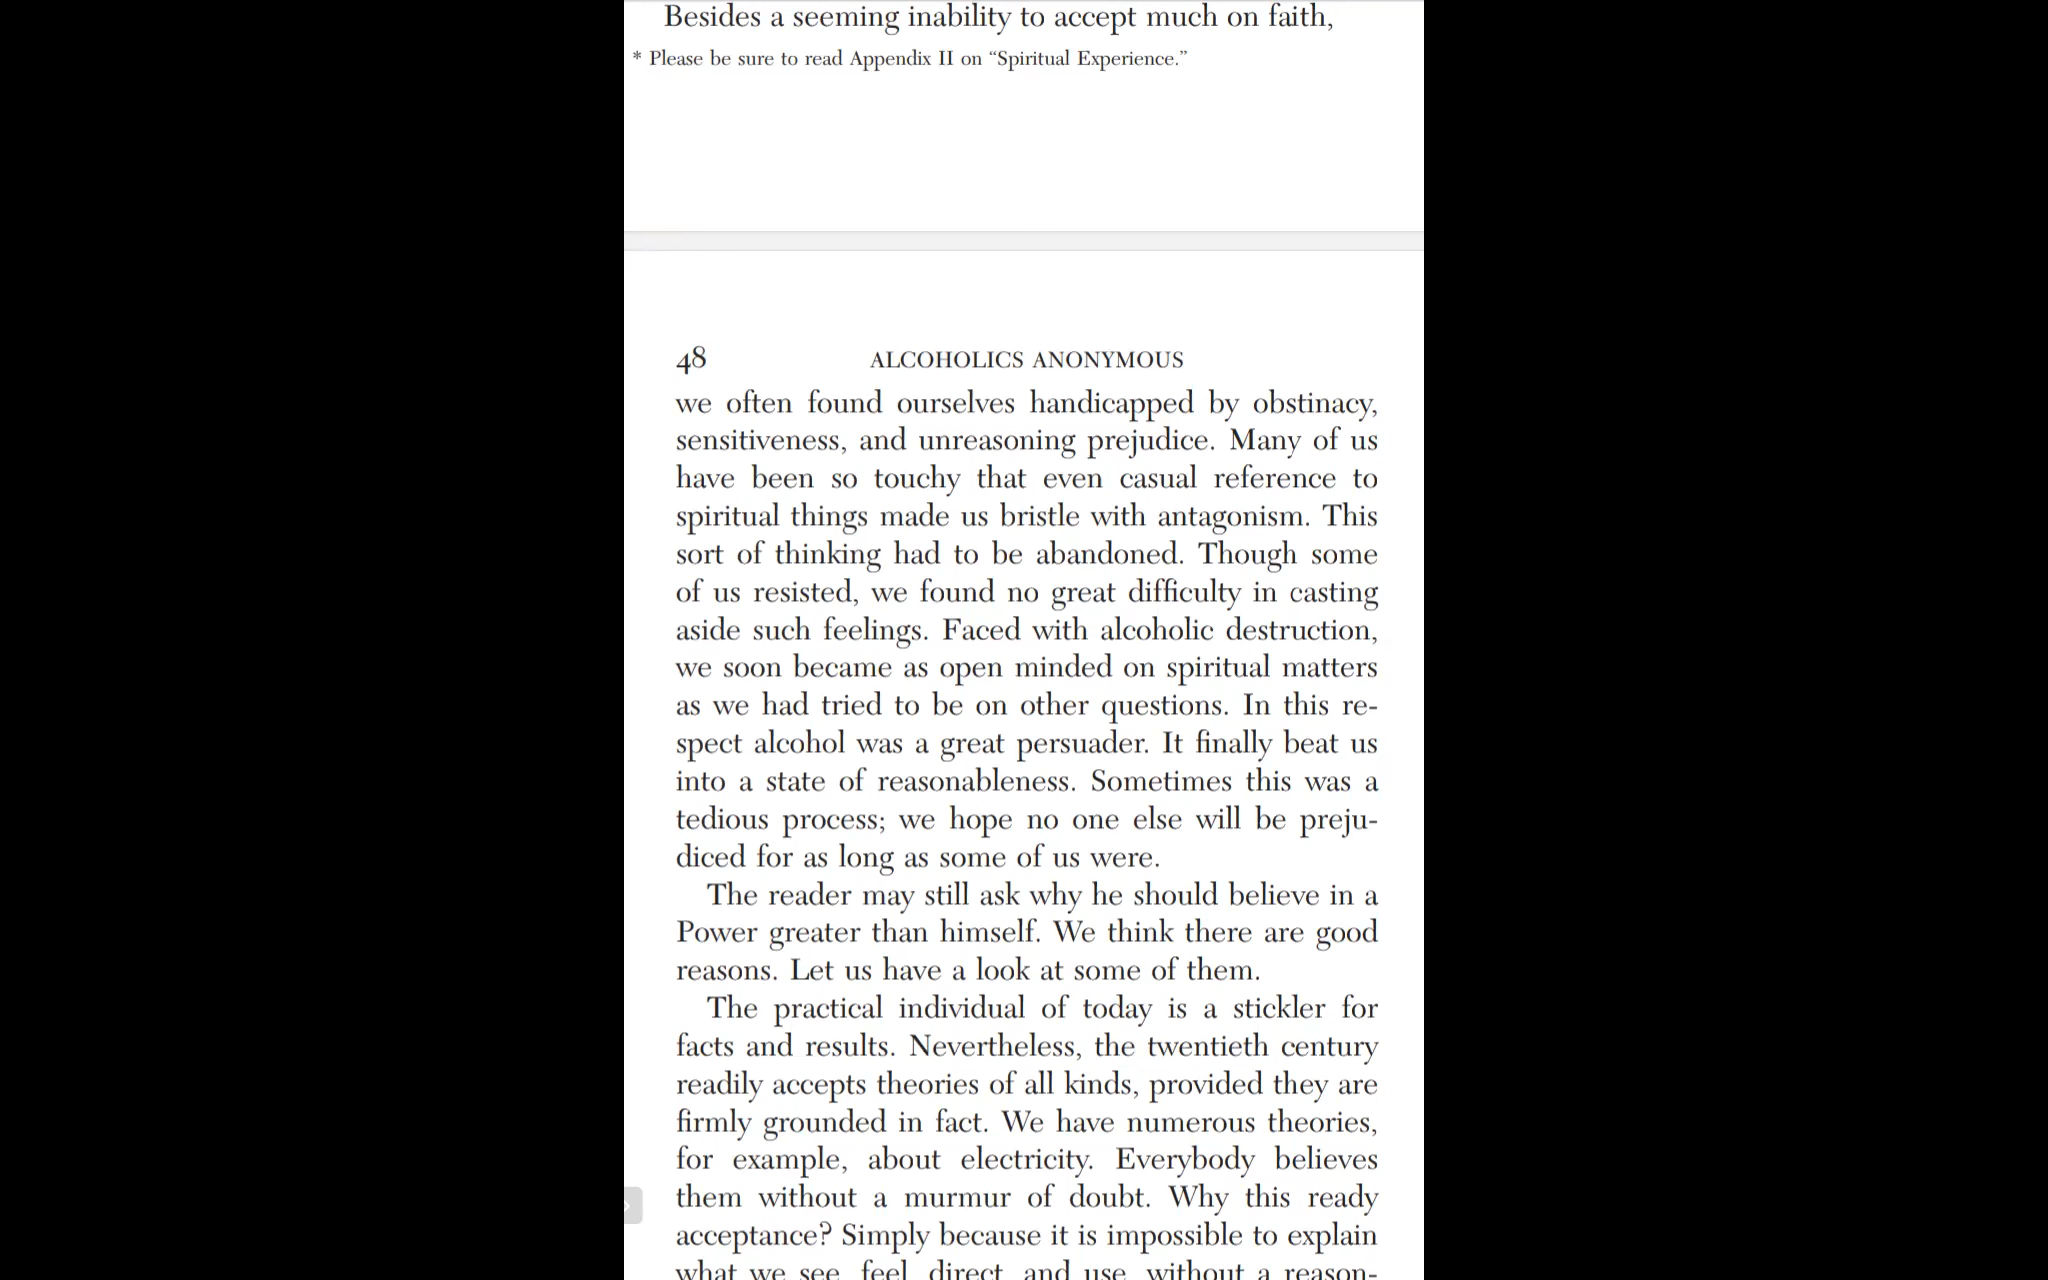 Besides a seeming inability to accept much on faith,
* Please be sure to read Appendix II on “Spiritual Experience.”
48 ALCOHOLICS ANONYMOUS
we often found ourselves handicapped by obstinacy,
sensitiveness, and unreasoning prejudice. Many of us
have been so touchy that even casual reference to
spiritual things made us bristle with antagonism. This
sort of thinking had to be abandoned. Though some
of us resisted, we found no great difficulty in casting
aside such feelings. Faced with alcoholic destruction,
we soon became as open minded on spiritual matters
as we had tried to be on other questions. In this re-
spect alcohol was a great persuader. It finally beat us
into a state of reasonableness. Sometimes this was a
tedious process; we hope no one else will be preju-
diced for as long as some of us were.
The reader may still ask why he should believe in a
Power greater than himself. We think there are good
reasons. Let us have a look at some of them.
The practical individual of today is a stickler for
facts and results. Nevertheless, the twentieth century
readily accepts theories of all kinds, provided they are
firmly grounded in fact. We have numerous theories,
for example, about electricity. Everybody believes
them without a murmur of doubt. Why this ready
acceptance? Simply because it is impossible to explain
what we see, feel, direct, and use, without a reason-